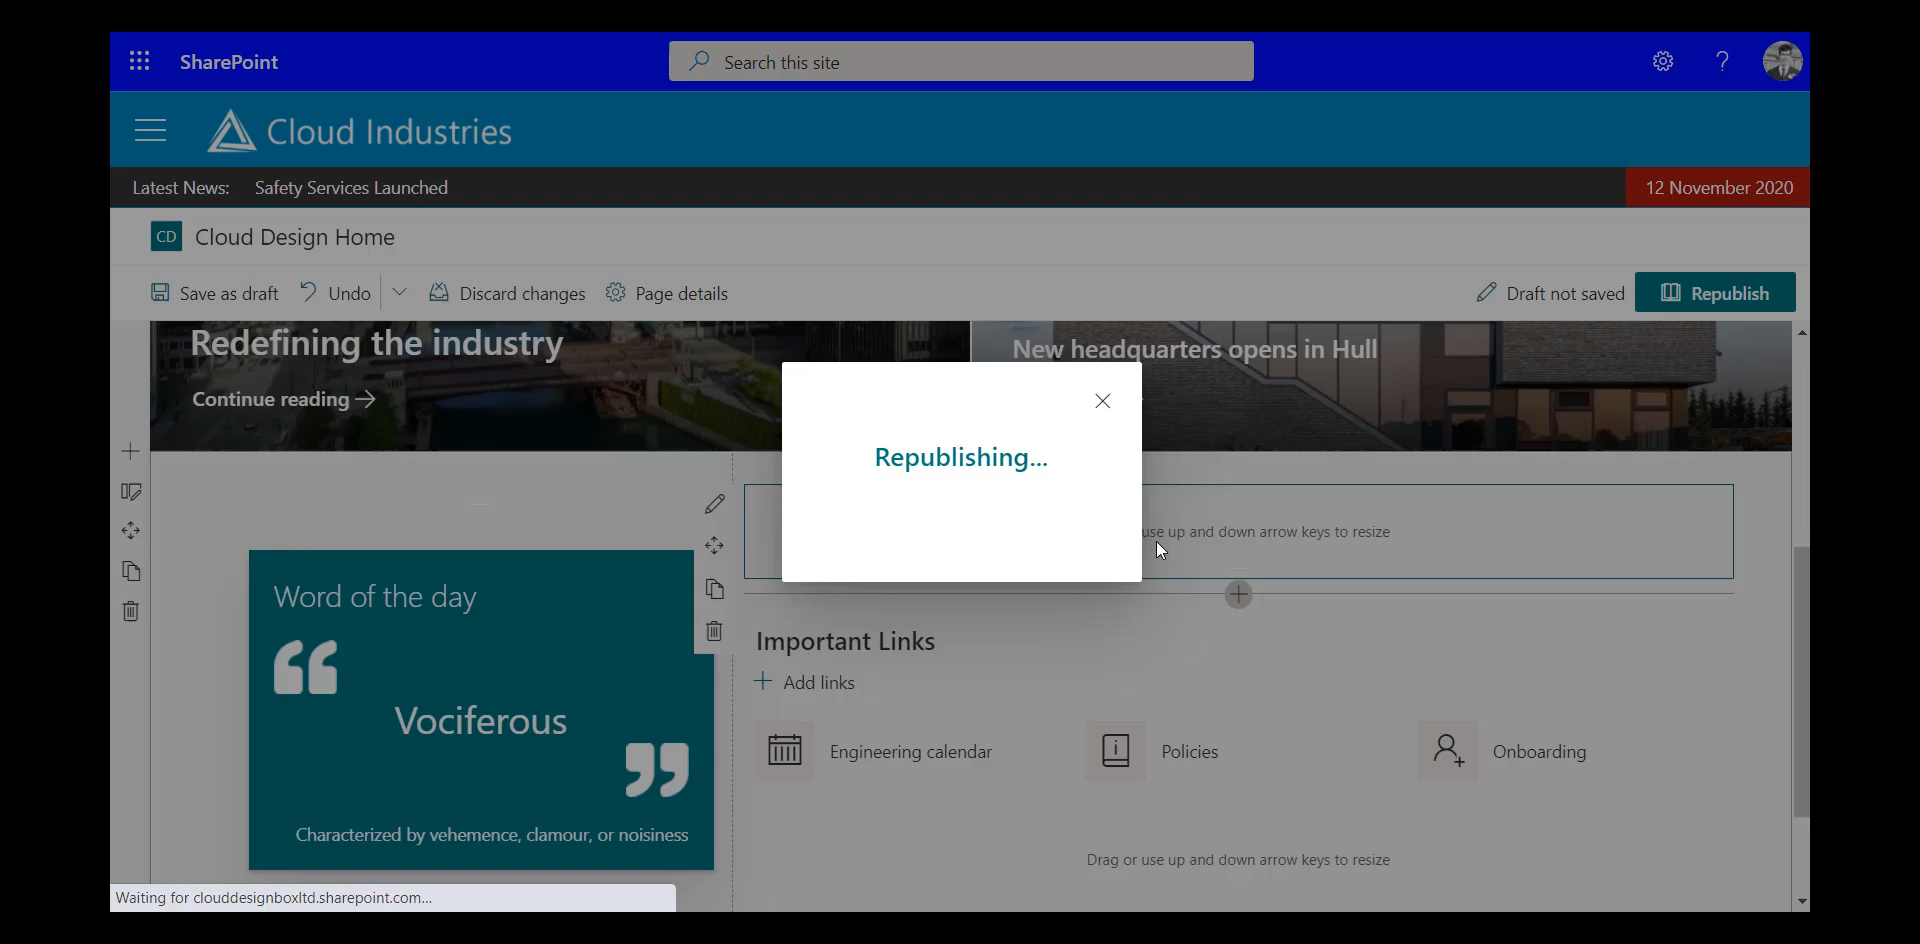 SharePoint
Search this site
Cloud Industries
Latest News: Safety Services Launched
12 November 2020
CD Cloud Design Home
Save as draft Undo Discard changes Page details
Draft not saved Republish
Redefining the industry
Continue reading
New headquarters opens in Hull
Republishing...
use up and down arrow keys to resize
Word of the day
Vociferous
Characterized by vehemence, clamour, or noisiness
Important Links
Add links
Engineering calendar
Policies
Onboarding
Drag or use up and down arrow keys to resize
Waiting for clouddesignboxltd.sharepoint.com...